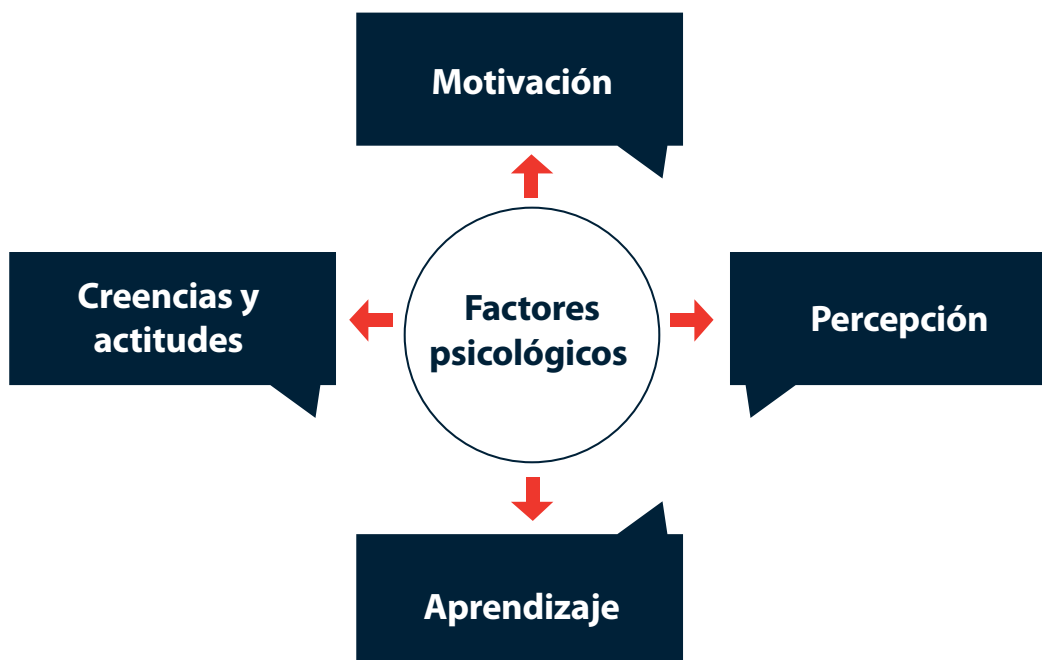 Motivación
Creencias y
actitudes
Factores
psicológicos
Percepción
Aprendizaje